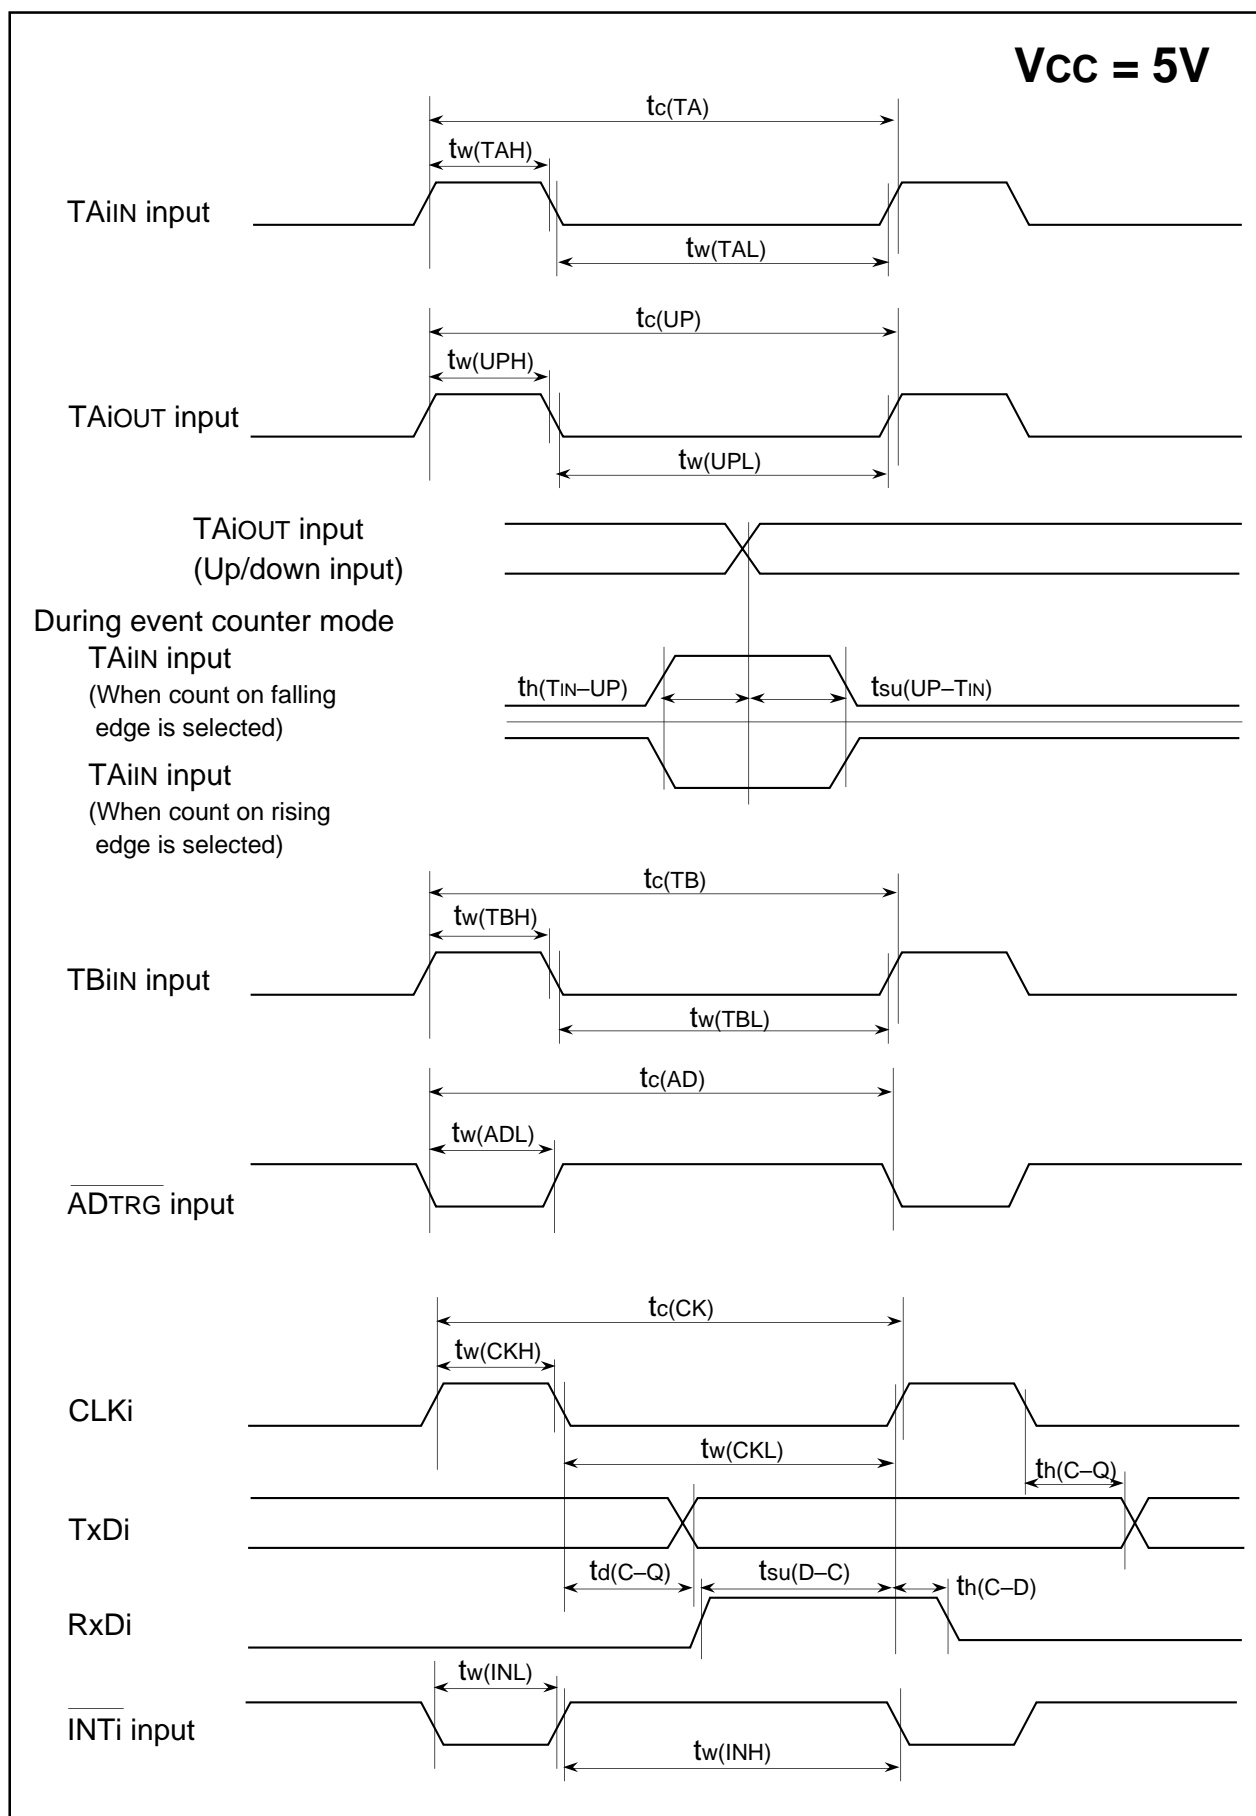 VCC = 5V
tc(TA)
tw(TAH)
TAiIN input
tw(TAL)
tc(UP)
tw(UPH)
TAiOUT input
tw(UPL)
TAiOUT input
(Up/down input)
During event counter mode
TAiIN input
(When count on falling
edge is selected)
th(TIN–UP)
tsu(UP–TIN)
TAiIN input
(When count on rising
edge is selected)
tc(TB)
tw(TBH)
TBiIN input
tw(TBL)
tc(AD)
tw(ADL)
ADTRG input
tc(CK)
tw(CKH)
CLKi
tw(CKL)
th(C–Q)
TxDi
td(C–Q)
tsu(D–C)
th(C–D)
RxDi
tw(INL)
INTi input
tw(INH)